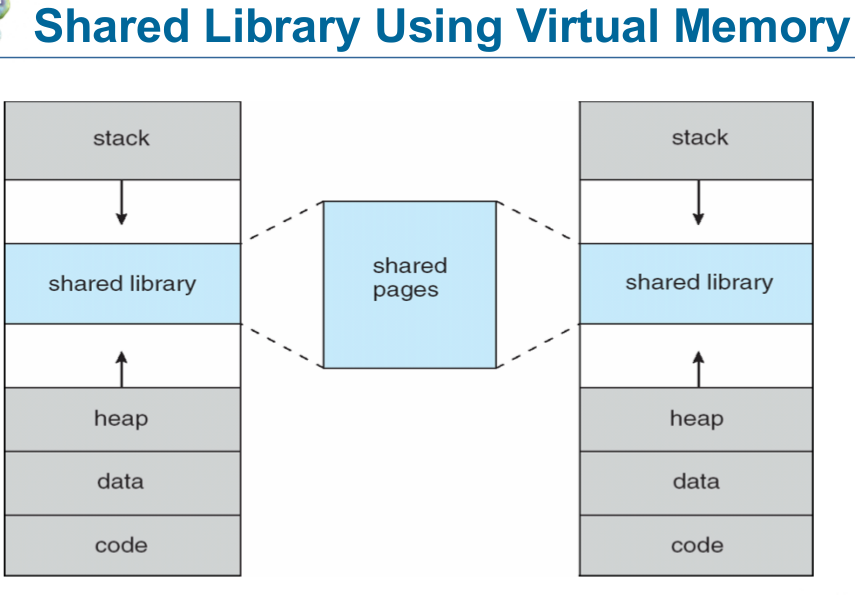 Shared Library Using Virtual Memory
stack
stack
shared library
shared
pages
shared library
heap
heap
data
data
code
code